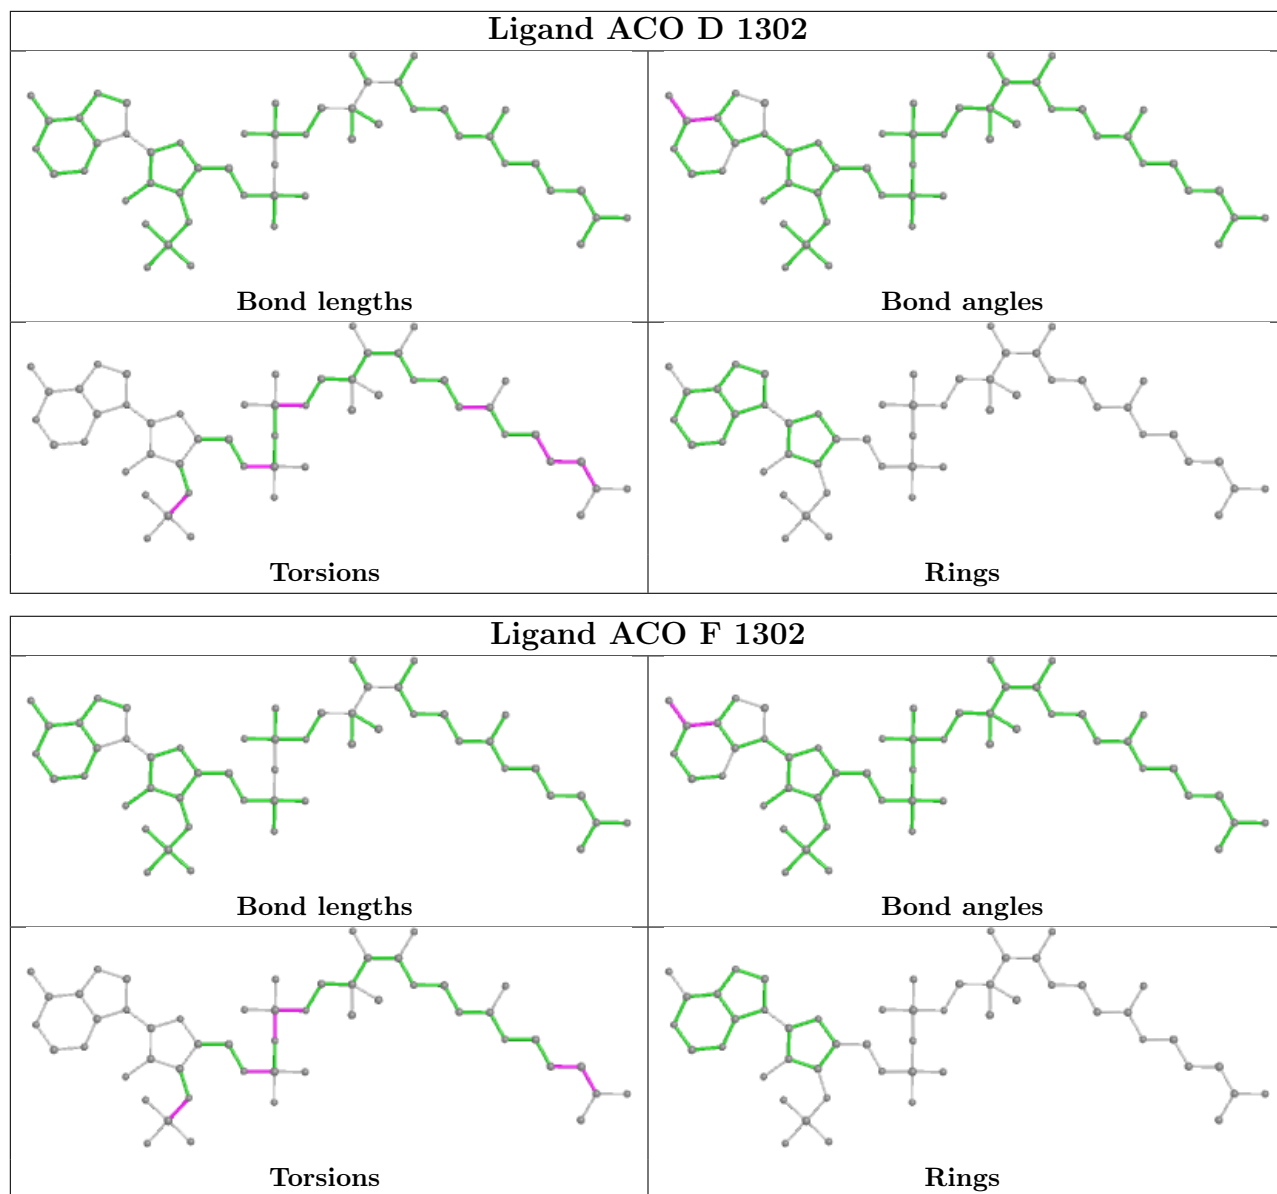 Ligand ACO D 1302
Bond lengths
Bond angles
Torsions
Rings
Ligand ACO F 1302
Bond lengths
Bond angles
Torsions
Rings